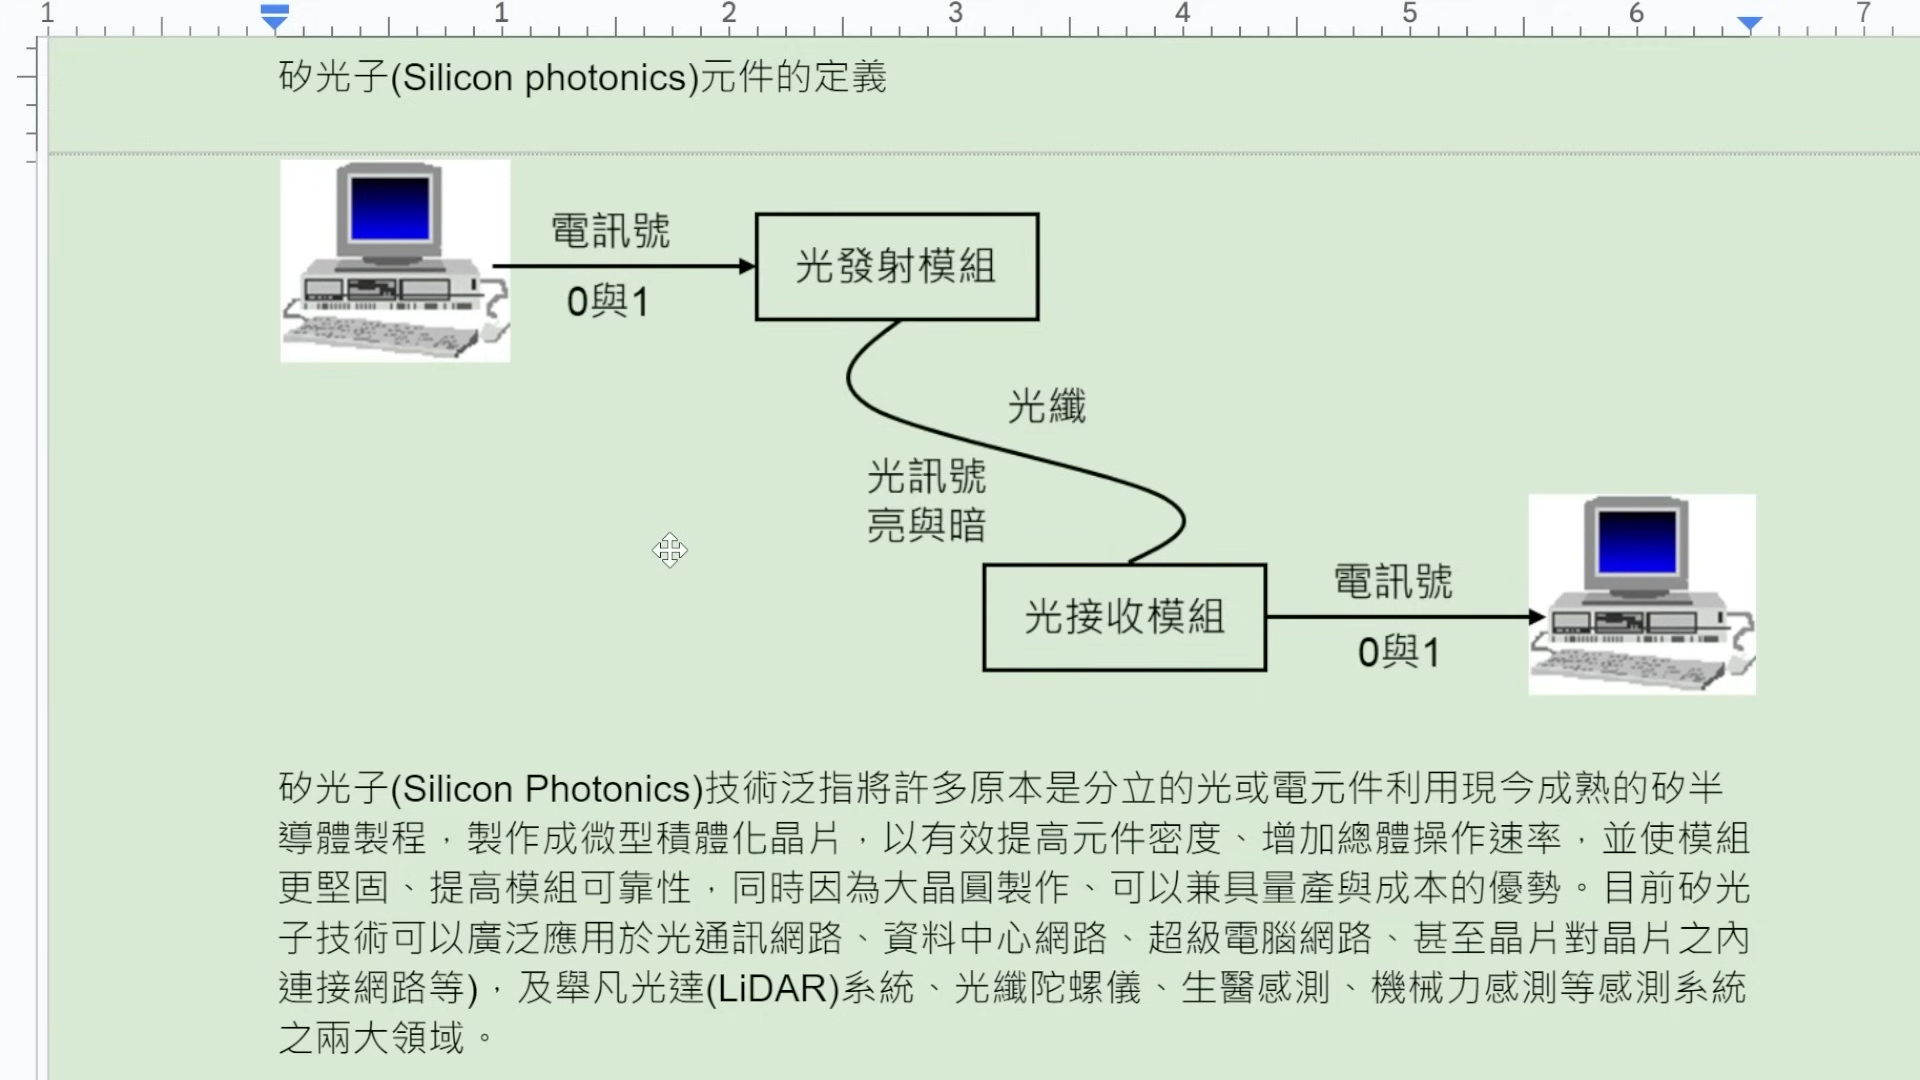 1 1 2 3 4 5 6 7
矽光子(Silicon photonics)元件的定義
電訊號
0與1
光發射模組
光纖
光訊號
亮與暗
光接收模組
電訊號
0與1
矽光子(Silicon Photonics)技術泛指將許多原本是分立的光或電元件利用現今成熟的矽半
導體製程，製作成微型積體化晶片，以有效提高元件密度、增加總體操作速率，並使模組
更堅固、提高模組可靠性，同時因為大晶圓製作、可以兼具量產與成本的優勢。目前矽光
子技術可以廣泛應用於光通訊網路、資料中心網路、超級電腦網路、甚至晶片對晶片之內
連接網路等)，及舉凡光達(LiDAR)系統、光纖陀螺儀、生醫感測、機械力感測等感測系統
之兩大領域。